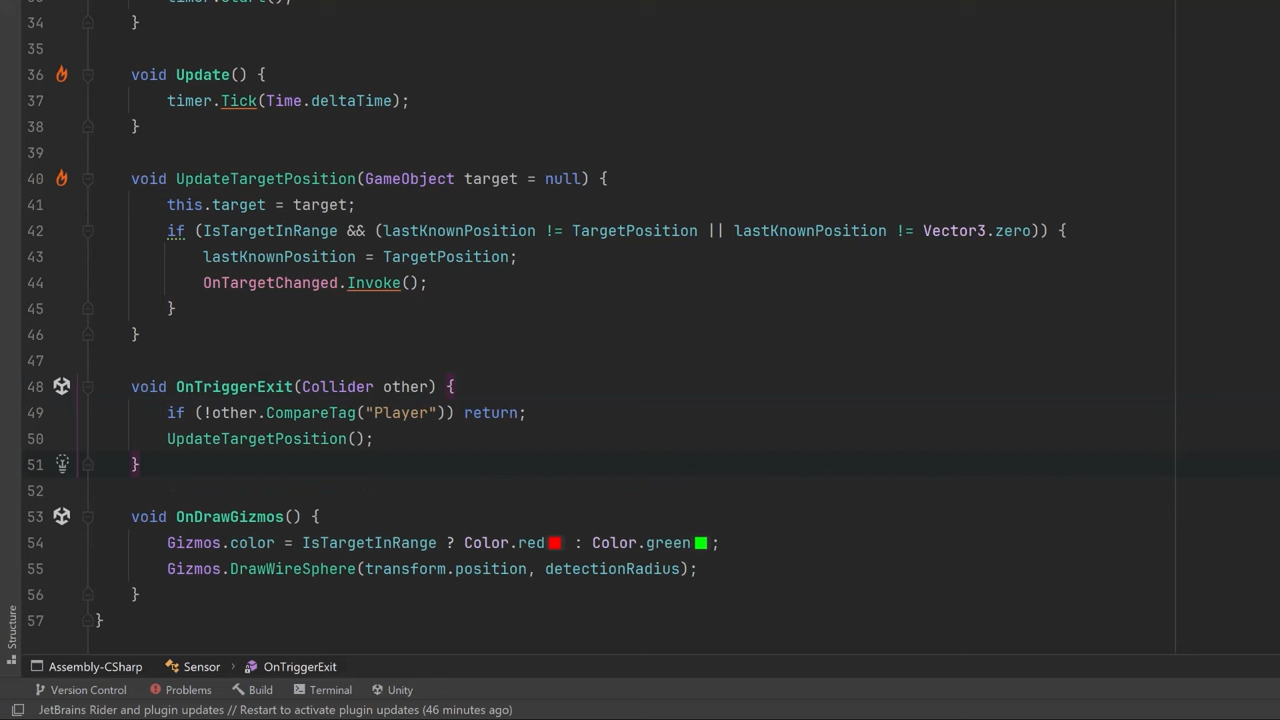 timer.Start();
34 }
35
36 void Update() {
37 timer.Tick(Time.deltaTime);
38 }
39
40 void UpdateTargetPosition(GameObject target = null) {
41 this.target = target;
42 if (IsTargetInRange && (lastKnownPosition != TargetPosition || lastKnownPosition != Vector3.zero)) {
43 lastKnownPosition = TargetPosition;
44 OnTargetChanged.Invoke();
45 }
46 }
47
48 void OnTriggerExit(Collider other) {
49 if (!other.CompareTag("Player")) return;
50 UpdateTargetPosition();
51 }
52
53 void OnDrawGizmos() {
54 Gizmos.color = IsTargetInRange ? Color.red : Color.green ;
55 Gizmos.DrawWireSphere(transform.position, detectionRadius);
56 }
57 }
Structure
Assembly-CSharp Sensor OnTriggerExit
Version Control Problems Build Terminal Unity
JetBrains Rider and plugin updates // Restart to activate plugin updates (46 minutes ago)